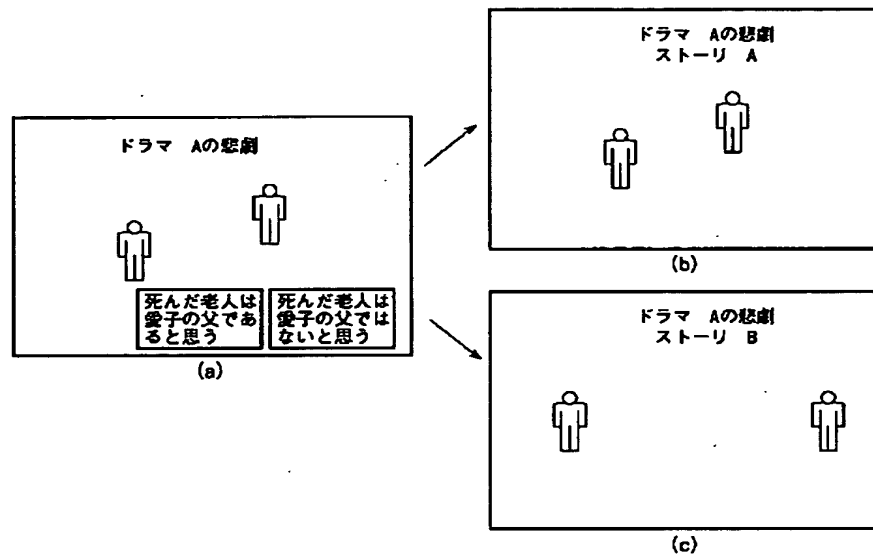 ドラマ Aの悲劇
死んだ老人は
愛子の父であ
ると思う
死んだ老人は
愛子の父では
ないと思う
(a)
ドラマ Aの悲劇
ストーリ A
(b)
ドラマ Aの悲劇
ストーリ B
(c)